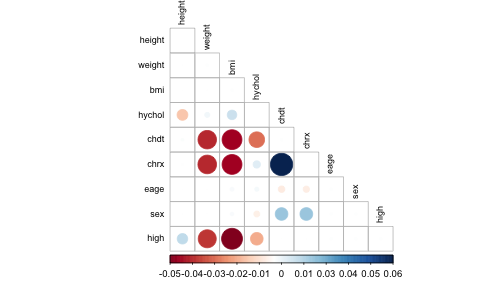 height
weight
bmi
hychol
chdt
chrx
eage
sex
high
height
weight
bmi
hychol
chdt
chrx
eage
sex
high
-0.05 -0.04 -0.03 -0.02 -0.01 0 0.01 0.03 0.04 0.05 0.06